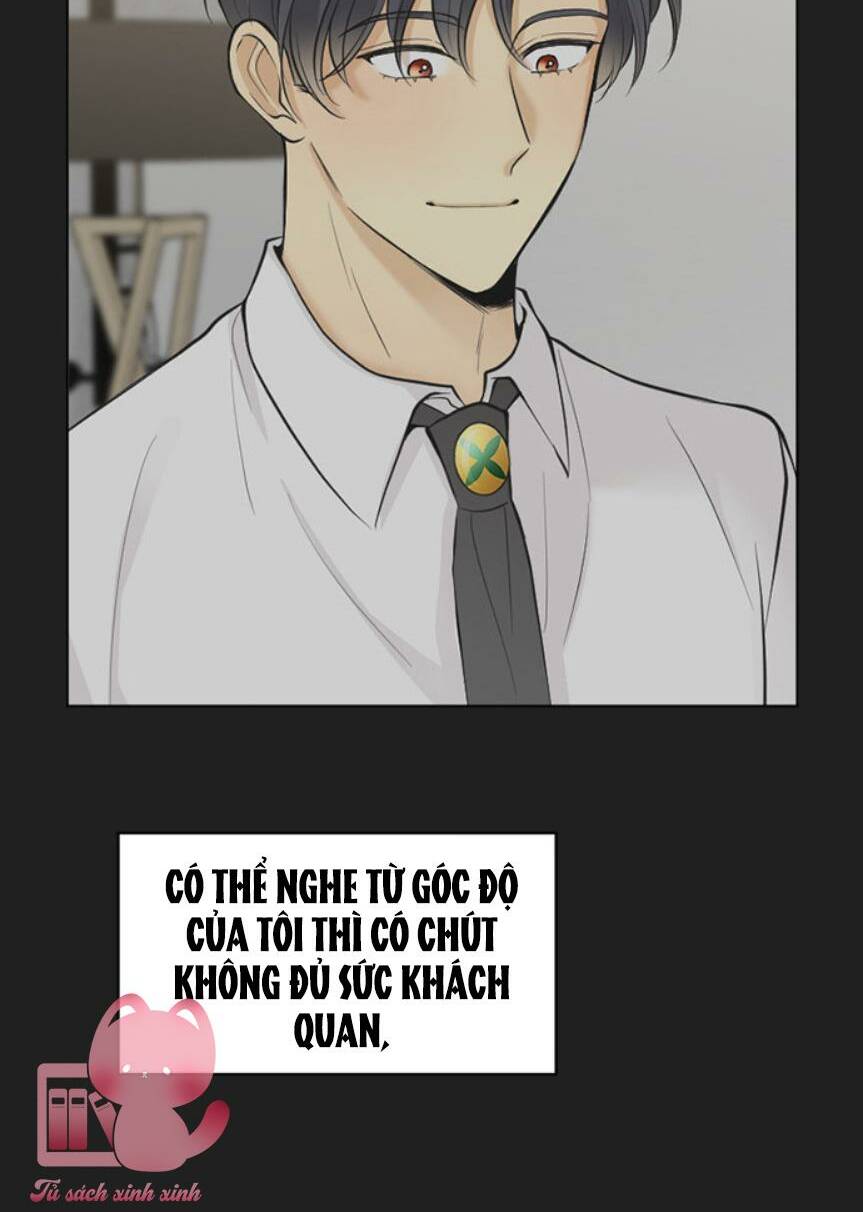 CÓ THỂ NGHE TỪ GÓC ĐỘ
CỦA TÔI THÌ CÓ CHÚT
KHÔNG ĐỦ SỨC KHÁCH
QUAN,
Tủ sách xinh xinh